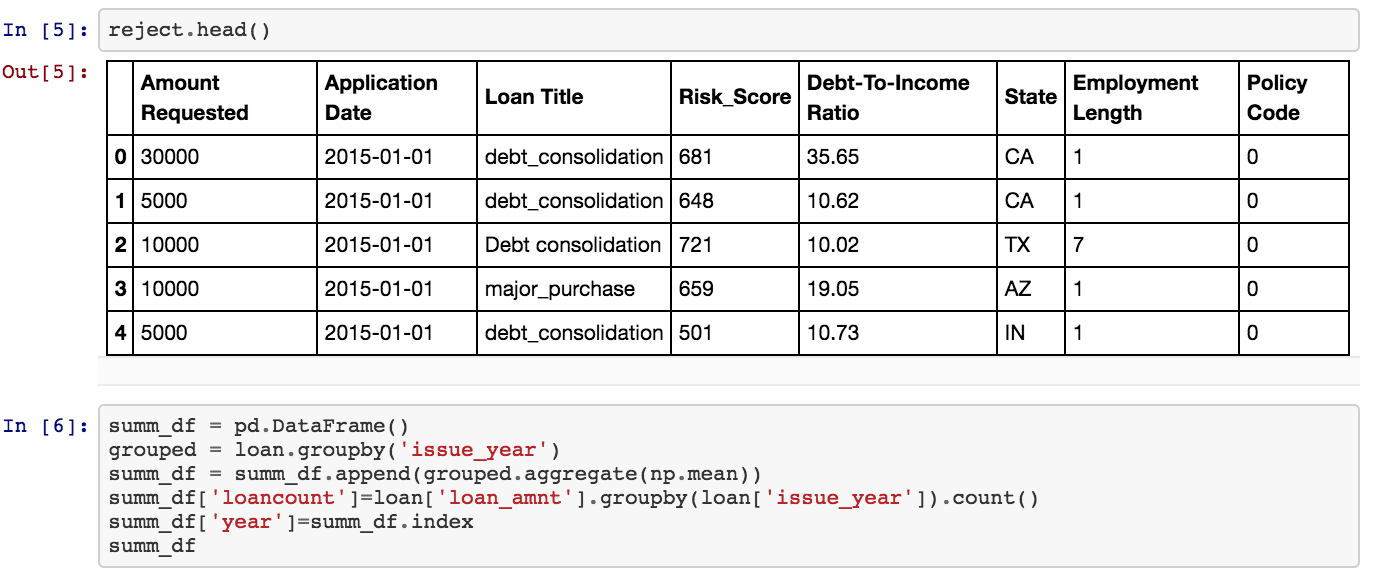 In [5]: reject.head()
Out[5]:
Amount Requested Application Date Loan Title Risk_Score Debt-To-Income Ratio State Employment Length Policy Code
0 30000 2015-01-01 debt_consolidation 681 35.65 CA 1 0
1 5000 2015-01-01 debt_consolidation 648 10.62 CA 1 0
2 10000 2015-01-01 Debt consolidation 721 10.02 TX 7 0
3 10000 2015-01-01 major_purchase 659 19.05 AZ 1 0
4 5000 2015-01-01 debt_consolidation 501 10.73 IN 1 0
In [6]: summ_df = pd.DataFrame()
grouped = loan.groupby('issue_year')
summ_df = summ_df.append(grouped.aggregate(np.mean))
summ_df['loancount']=loan['loan_amnt'].groupby(loan['issue_year']).count()
summ_df['year']=summ_df.index
summ_df